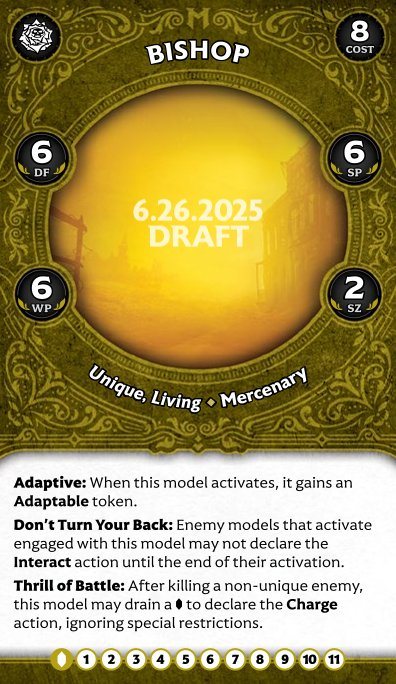 M
BISHOP
8
COST
6
DF
6
SP
6.26.2025
DRAFT
6
WP
2
SZ
Unique, Living ⬥ Mercenary
Adaptive: When this model activates, it gains an
Adaptable token.
Don't Turn Your Back: Enemy models that activate
engaged with this model may not declare the
Interact action until the end of their activation.
Thrill of Battle: After killing a non-unique enemy,
this model may drain a ⬮ to declare the Charge
action, ignoring special restrictions.
1 2 3 4 5 6 7 8 9 10 11